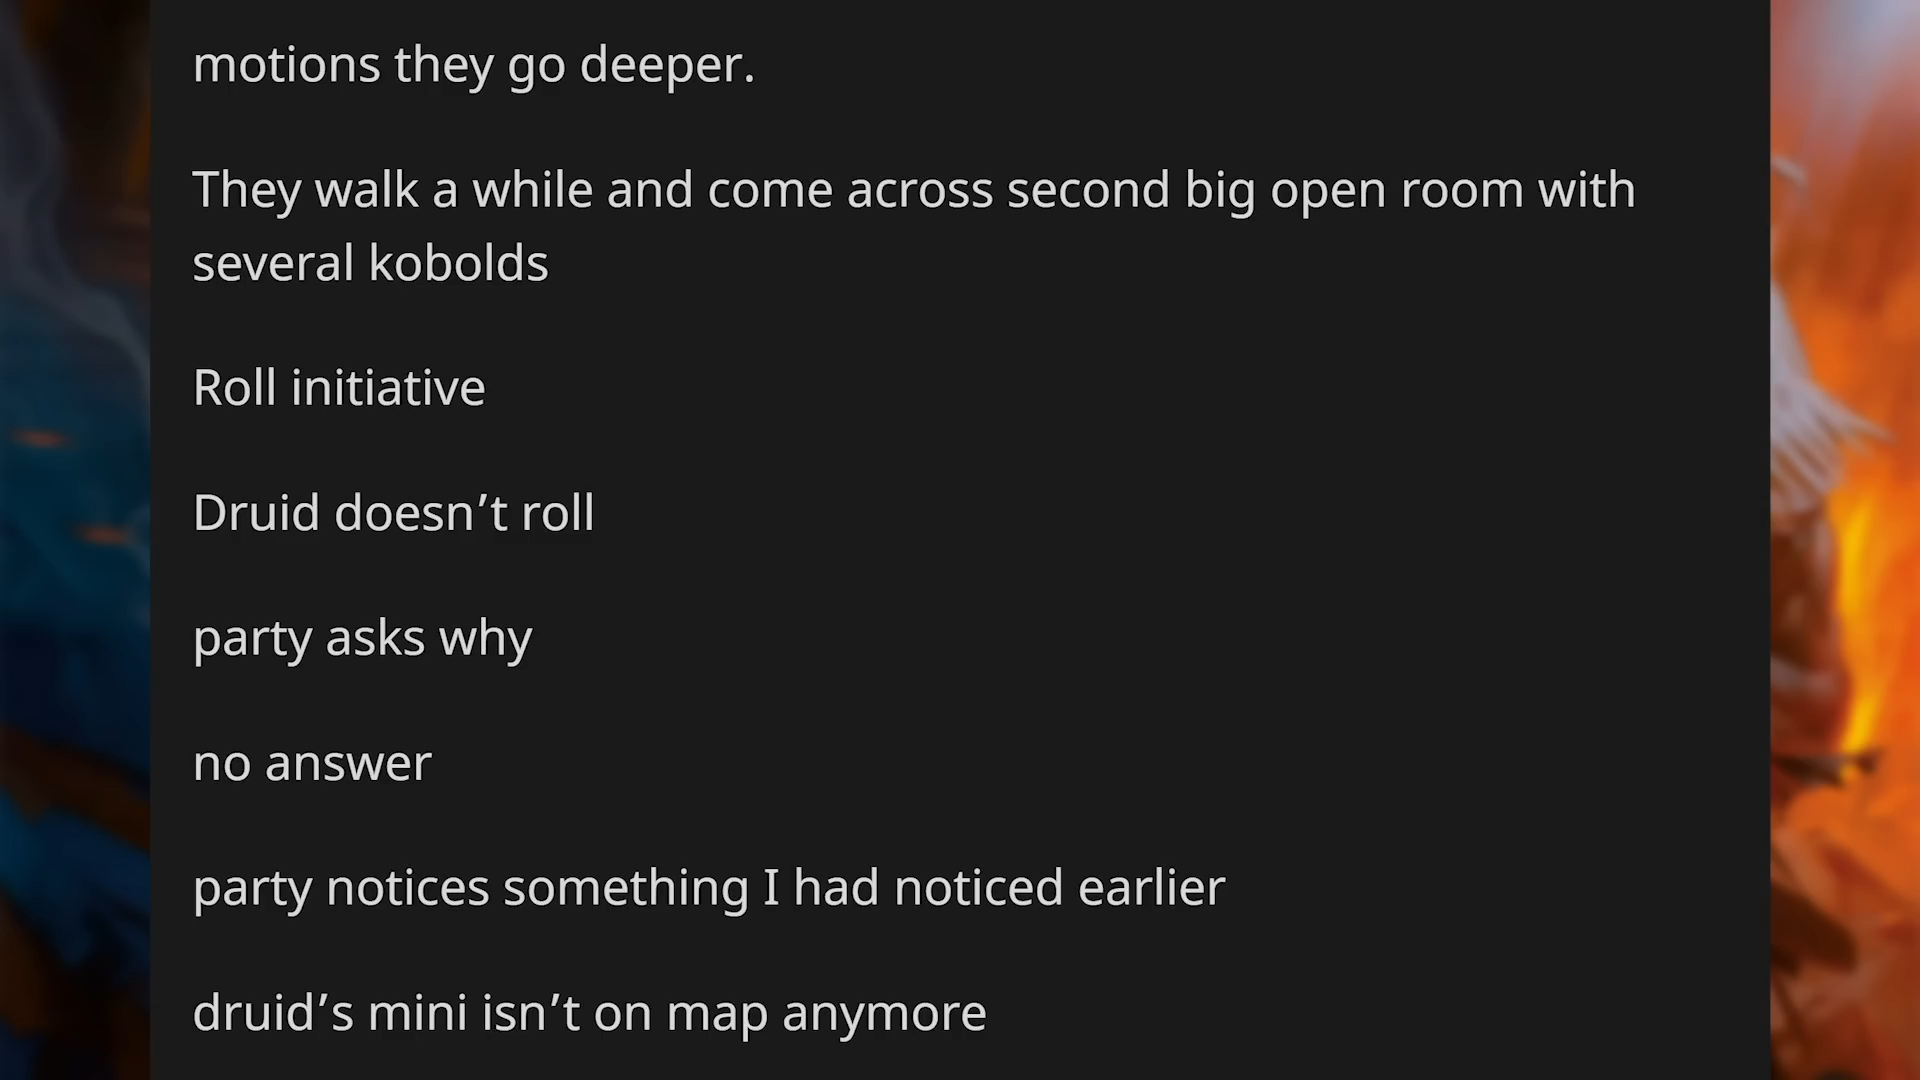 motions they go deeper.
They walk a while and come across second big open room with
several kobolds
Roll initiative
Druid doesn’t roll
party asks why
no answer
party notices something I had noticed earlier
druid’s mini isn’t on map anymore